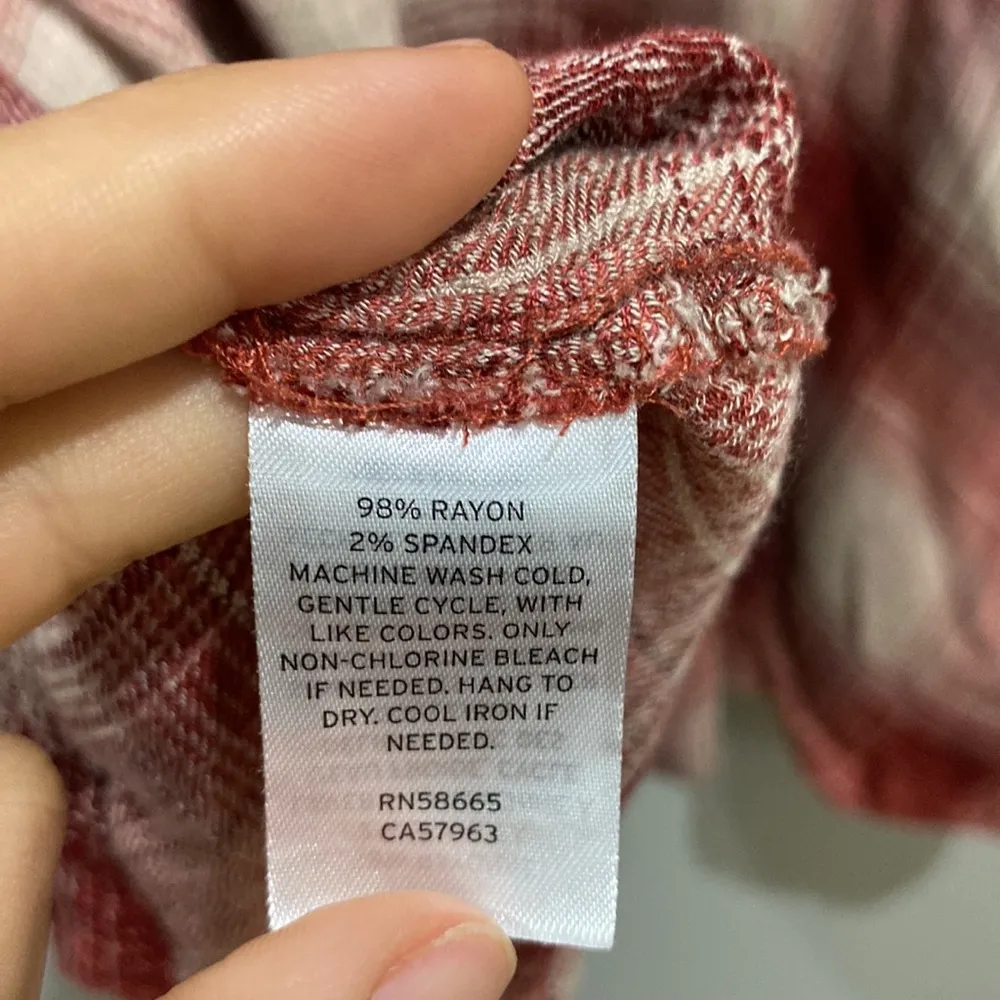 98% RAYON
2% SPANDEX
MACHINE WASH COLD,
GENTLE CYCLE, WITH
LIKE COLORS. ONLY
NON-CHLORINE BLEACH
IF NEEDED. HANG TO
DRY. COOL IRON IF
NEEDED.
RN58665
CA57963